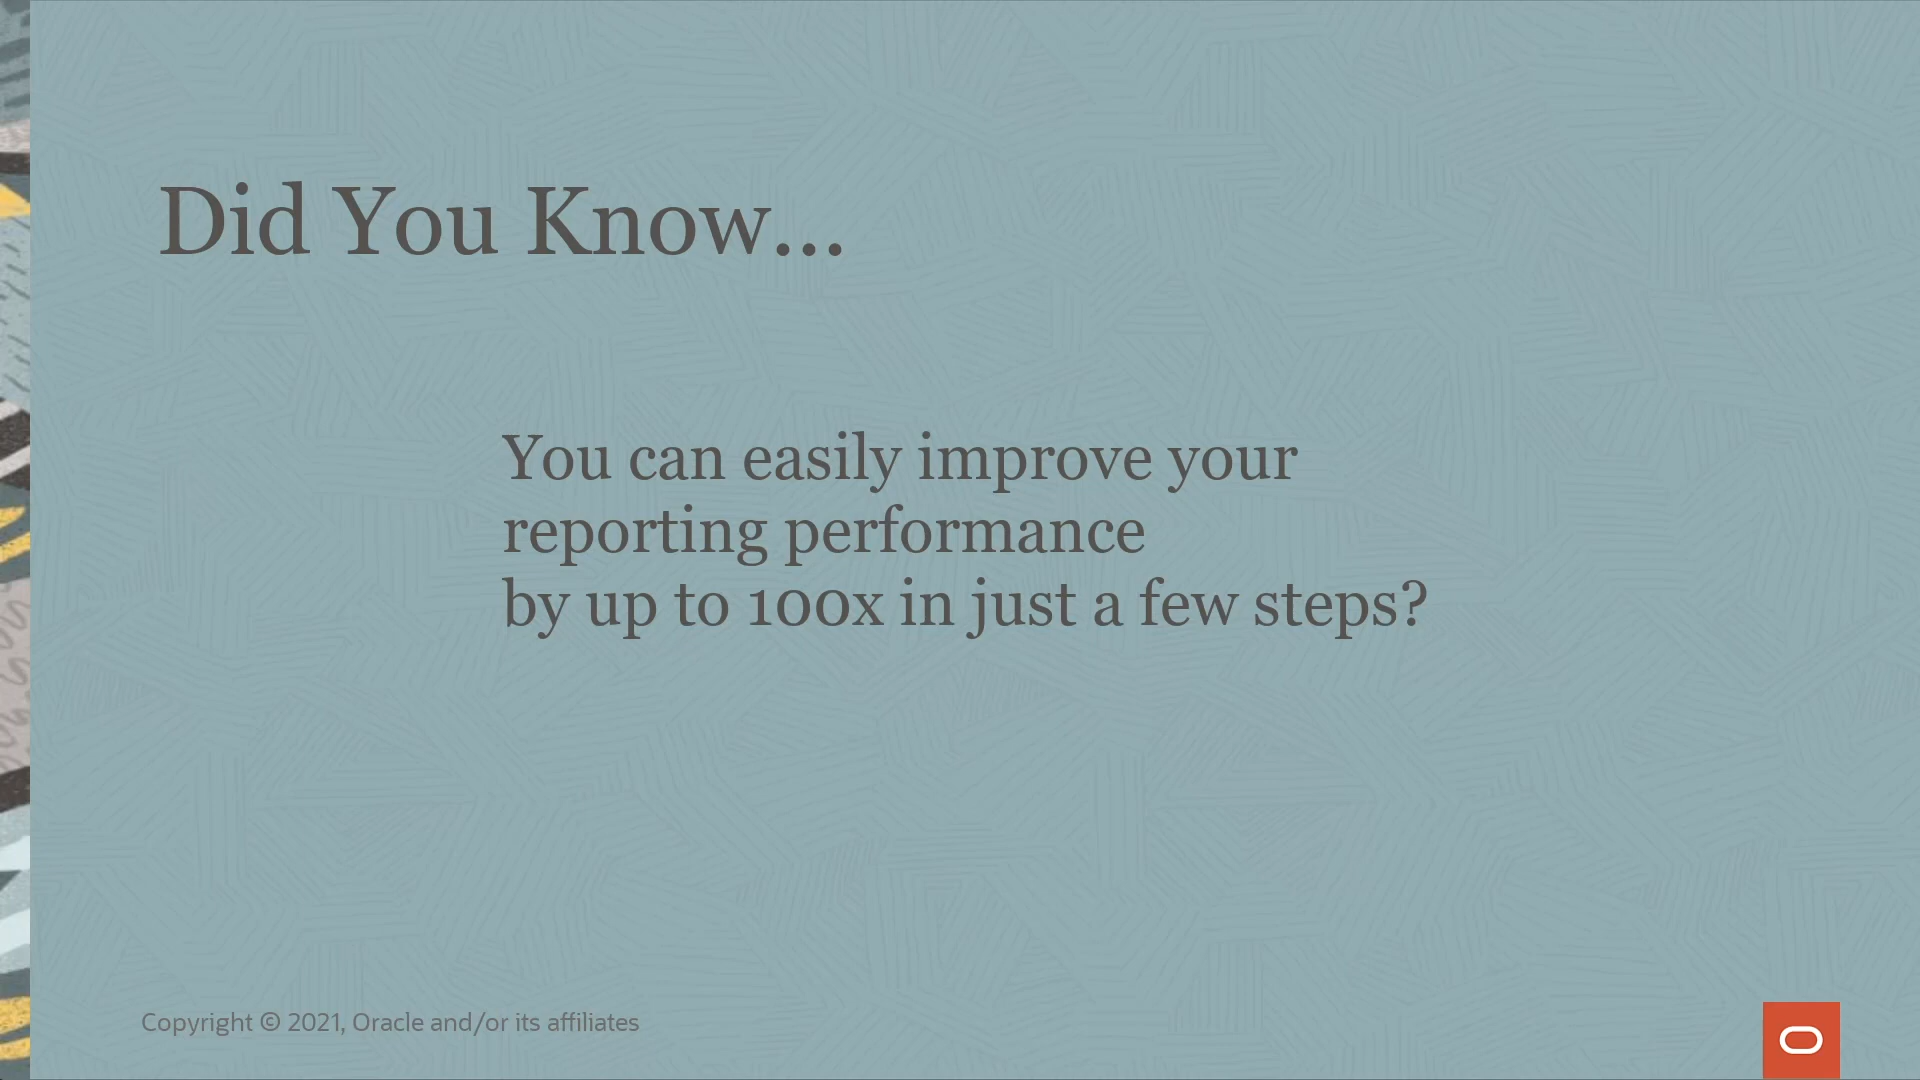 Did You Know...
You can easily improve your
reporting performance
by up to 100x in just a few steps?
Copyright © 2021, Oracle and/or its affiliates